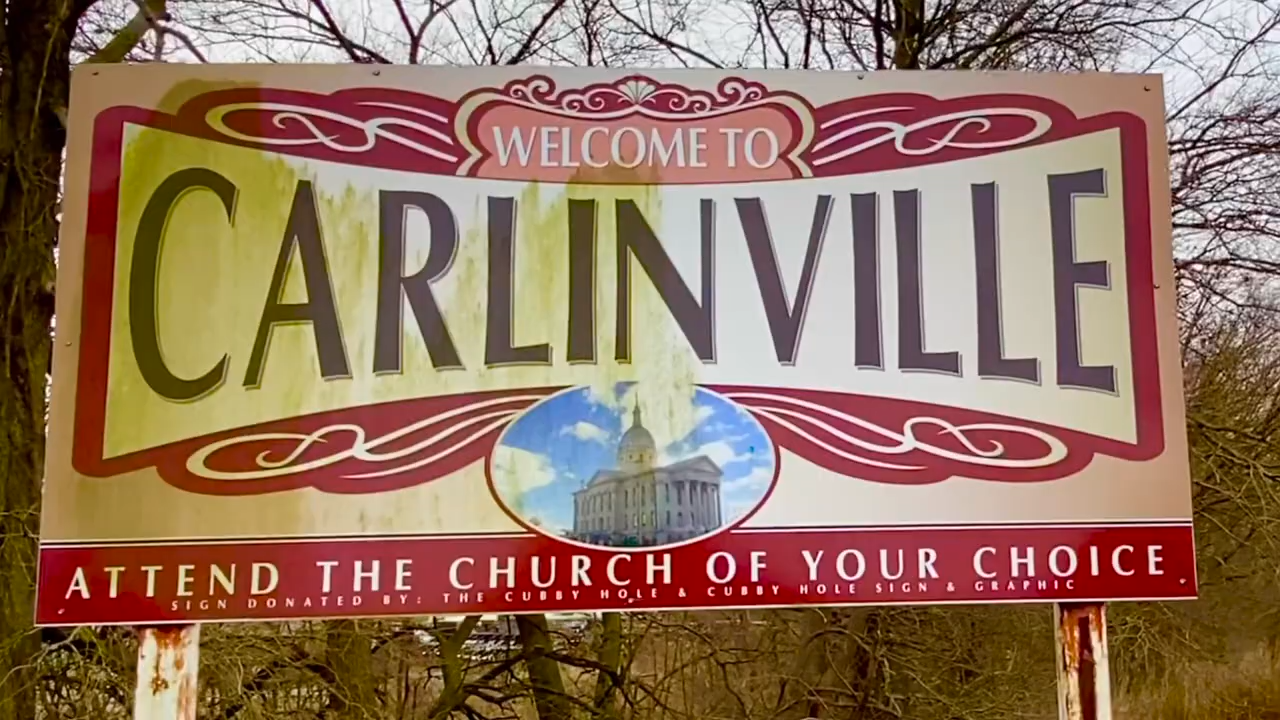 WELCOME TO
CARLINVILLE
ATTEND THE CHURCH OF YOUR CHOICE
SIGN DONATED BY: THE CUBBY HOLE & CUBBY HOLE SIGN & GRAPHIC